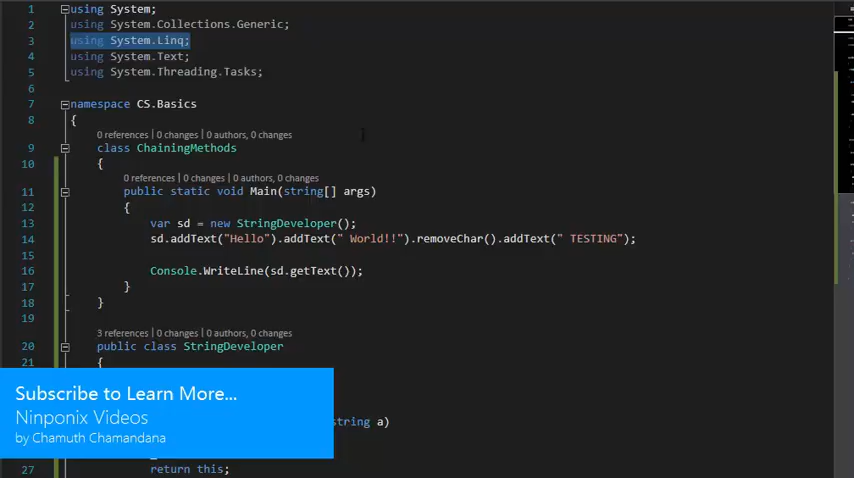 1 using System;
2 using System.Collections.Generic;
3 using System.Linq;
4 using System.Text;
5 using System.Threading.Tasks;
6
7 namespace CS.Basics
8 {
0 references | 0 changes | 0 authors, 0 changes
9 class ChainingMethods
10 {
0 references | 0 changes | 0 authors, 0 changes
11 public static void Main(string[] args)
12 {
13 var sd = new StringDeveloper();
14 sd.addText("Hello").addText(" World!!").removeChar().addText(" TESTING");
15
16 Console.WriteLine(sd.getText());
17 }
18 }
19
3 references | 0 changes | 0 authors, 0 changes
20 public class StringDeveloper
21 {
Subscribe to Learn More...
Ninponix Videos
by Chamuth Chamandana
string a)
27 return this;